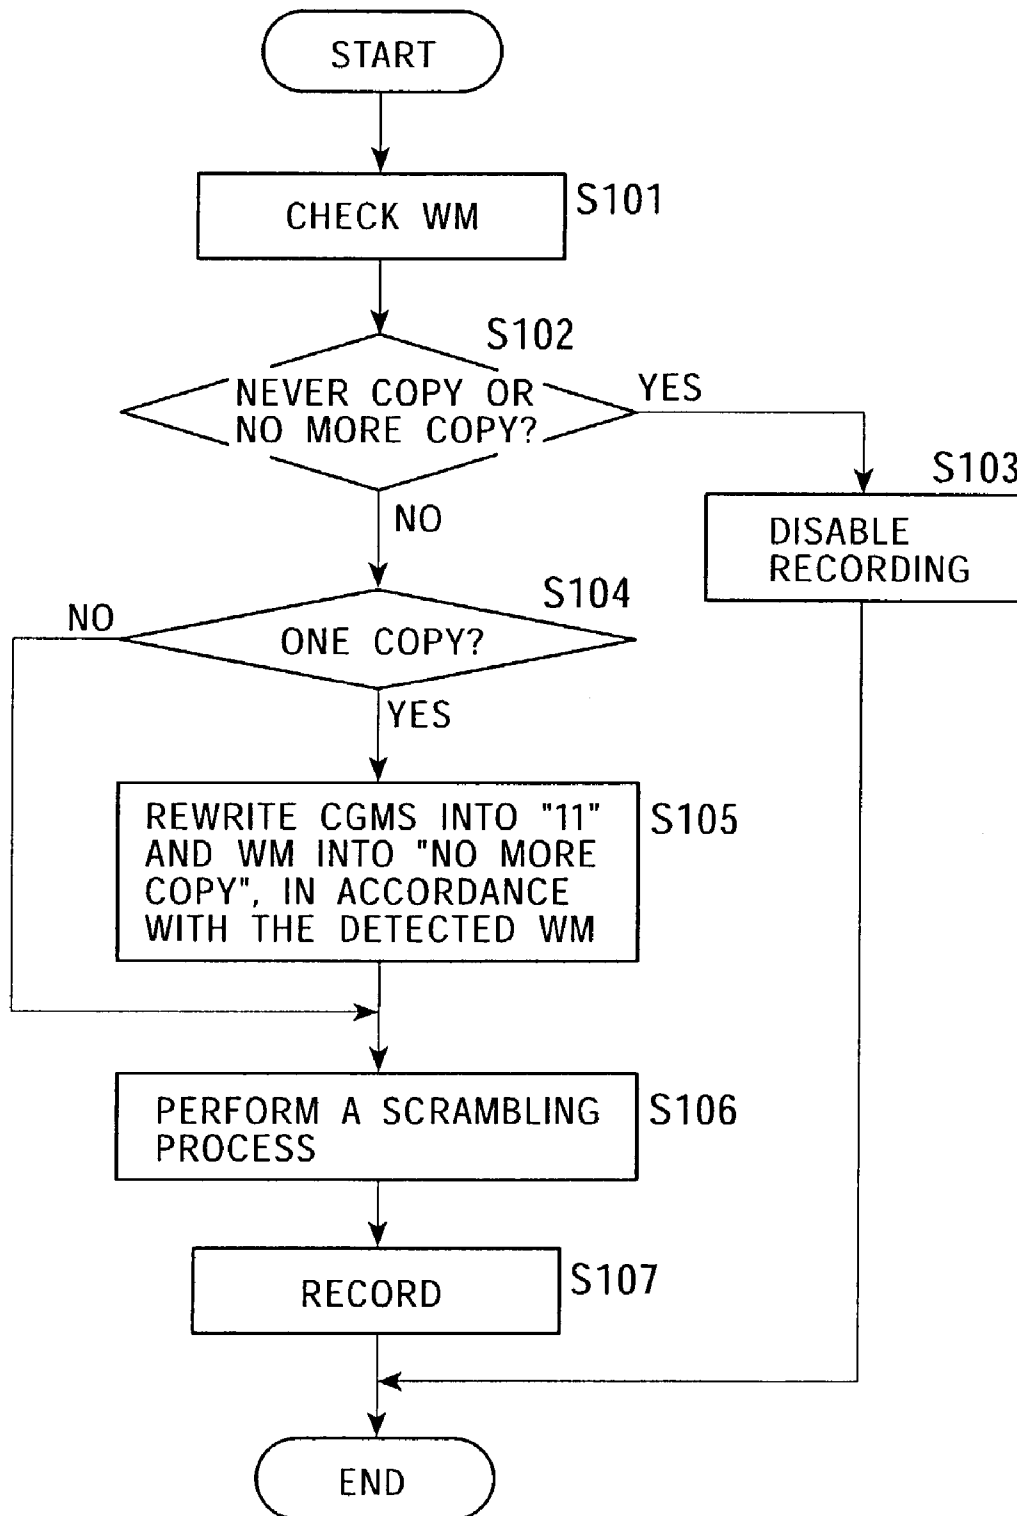 START
CHECK WM
S101
S102
NEVER COPY OR
NO MORE COPY?
YES
NO
S103
DISABLE
RECORDING
S104
NO
ONE COPY?
YES
REWRITE CGMS INTO "11"
AND WM INTO "NO MORE
COPY", IN ACCORDANCE
WITH THE DETECTED WM
S105
PERFORM A SCRAMBLING
PROCESS
S106
RECORD
S107
END